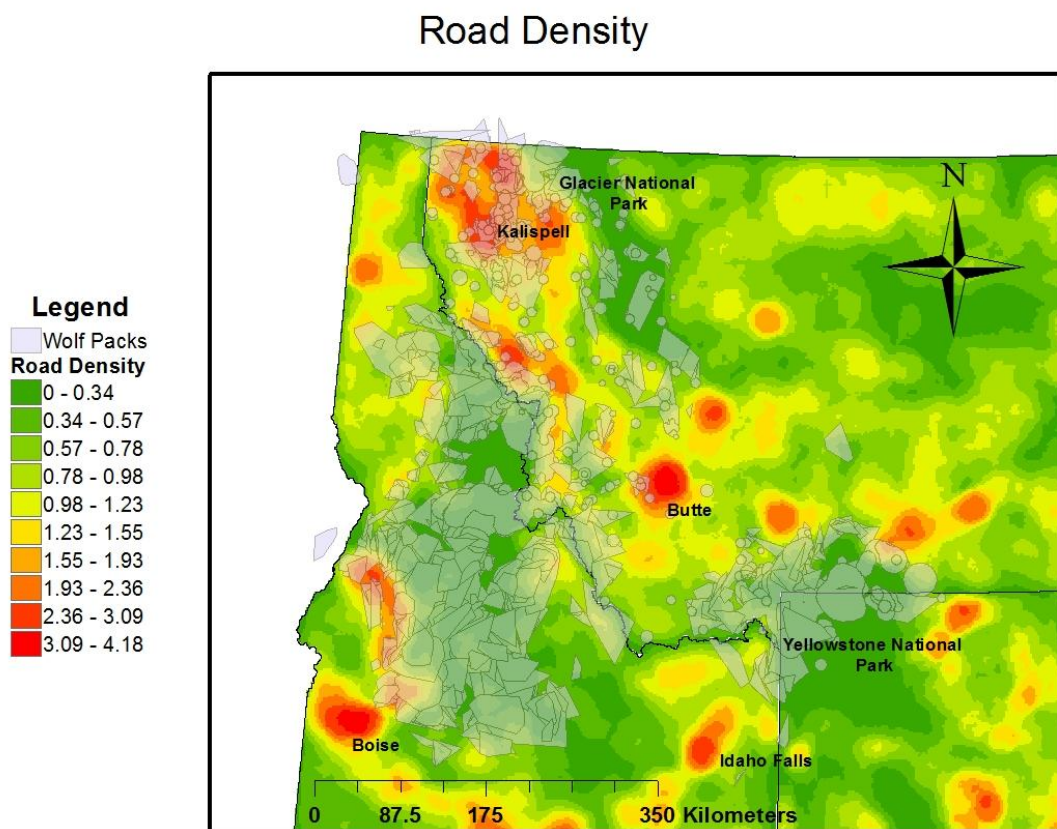 Road Density
Glacier National
Park
N
Kalispell
Legend
Wolf Packs
Road Density
0 - 0.34
0.34 - 0.57
0.57 - 0.78
0.78 - 0.98
0.98 - 1.23
1.23 - 1.55
1.55 - 1.93
1.93 - 2.36
2.36 - 3.09
3.09 - 4.18
Butte
Yellowstone National
Park
Boise
Idaho Falls
0 87.5 175 350 Kilometers